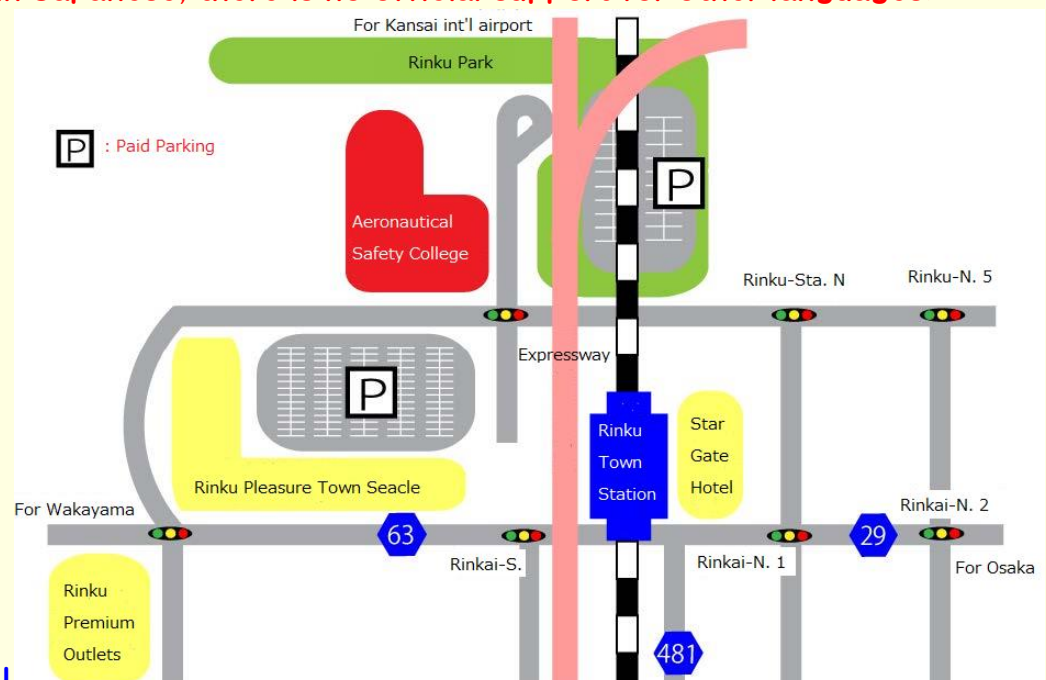 For Kansai int'l airport
Rinku Park
P : Paid Parking
P
Aeronautical
Safety College
Rinku-Sta. N
Rinku-N. 5
Expressway
P
Rinku
Town
Station
Star
Gate
Hotel
Rinku Pleasure Town Seacle
For Wakayama
63
Rinkai-S.
Rinkai-N. 1
29
Rinkai-N. 2
For Osaka
Rinku
Premium
Outlets
481